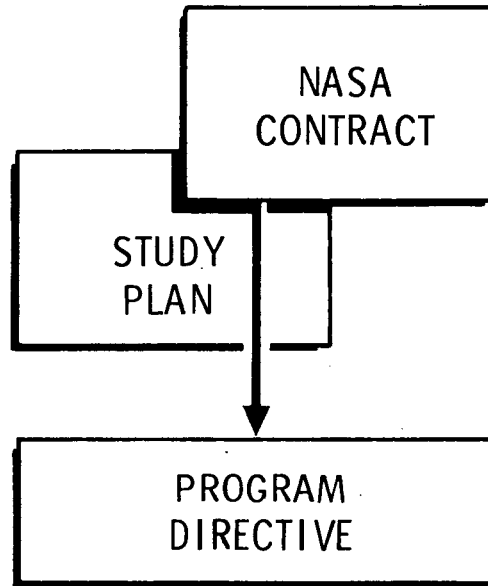 NASA
CONTRACT
STUDY
PLAN
PROGRAM
DIRECTIVE